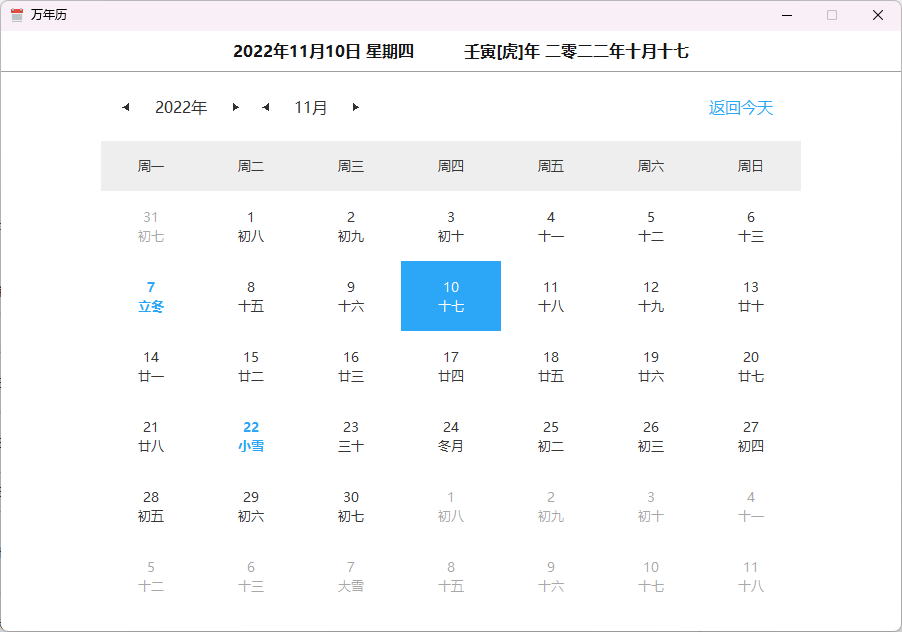 万年历
2022年11月10日 星期四 壬寅[虎]年 二零二二年十月十七
2022年 11月 返回今天
周一 周二 周三 周四 周五 周六 周日
31 1 2 3 4 5 6
初七 初八 初九 初十 十一 十二 十三
7 8 9 10 11 12 13
立冬 十五 十六 十七 十八 十九 廿十
14 15 16 17 18 19 20
廿一 廿二 廿三 廿四 廿五 廿六 廿七
21 22 23 24 25 26 27
廿八 小雪 三十 冬月 初二 初三 初四
28 29 30 1 2 3 4
初五 初六 初七 初八 初九 初十 十一
5 6 7 8 9 10 11
十二 十三 大雪 十五 十六 十七 十八